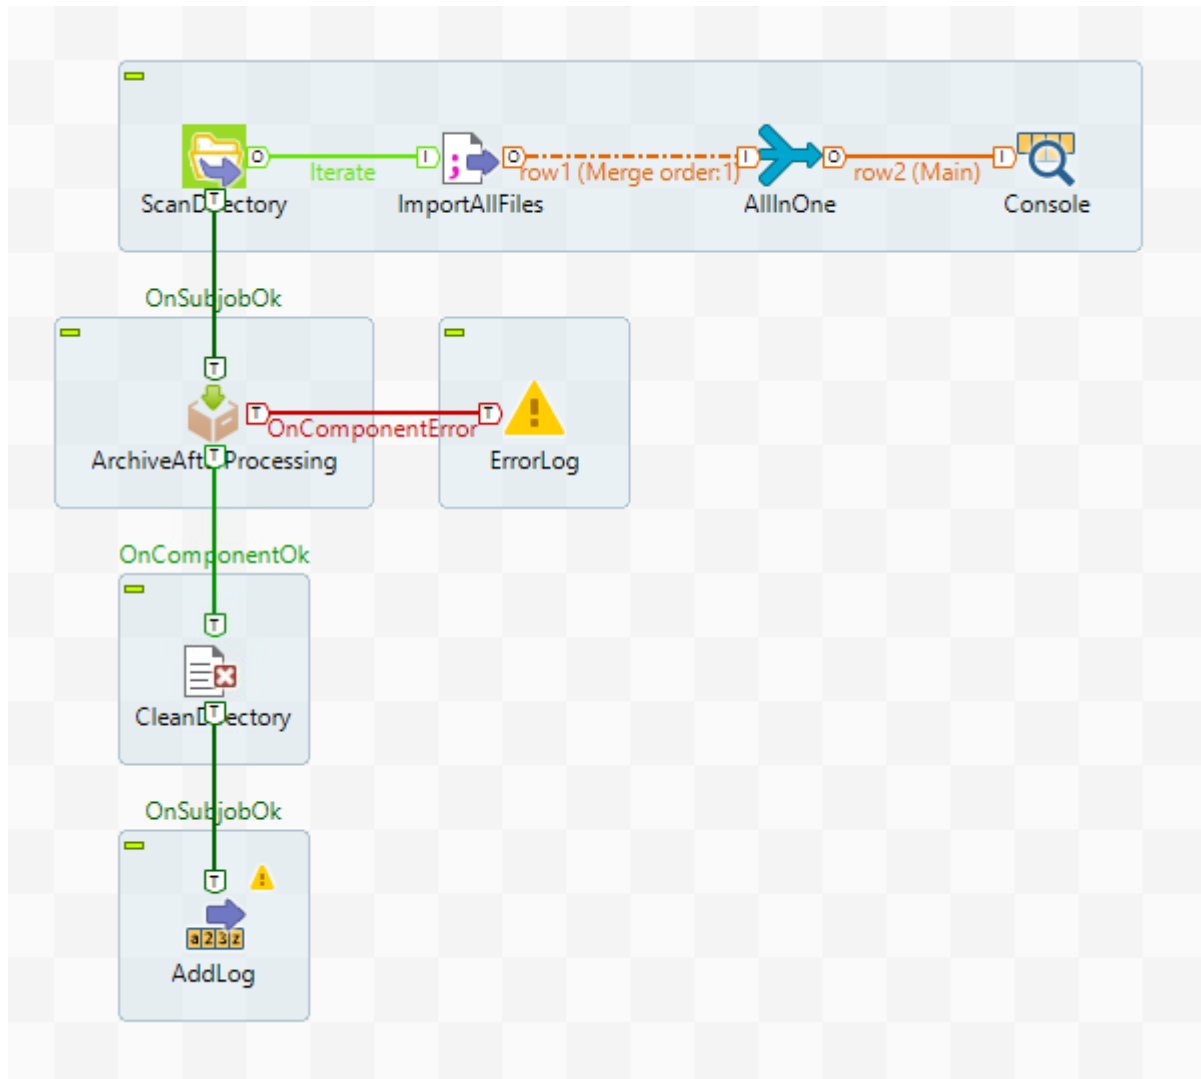 Iterate
row1 (Merge order:1)
row2 (Main)
ScanDirectory
ImportAllFiles
AllInOne
Console
OnSubjobOk
OnComponentError
ArchiveAfterProcessing
ErrorLog
OnComponentOk
CleanDirectory
OnSubjobOk
a23z
AddLog